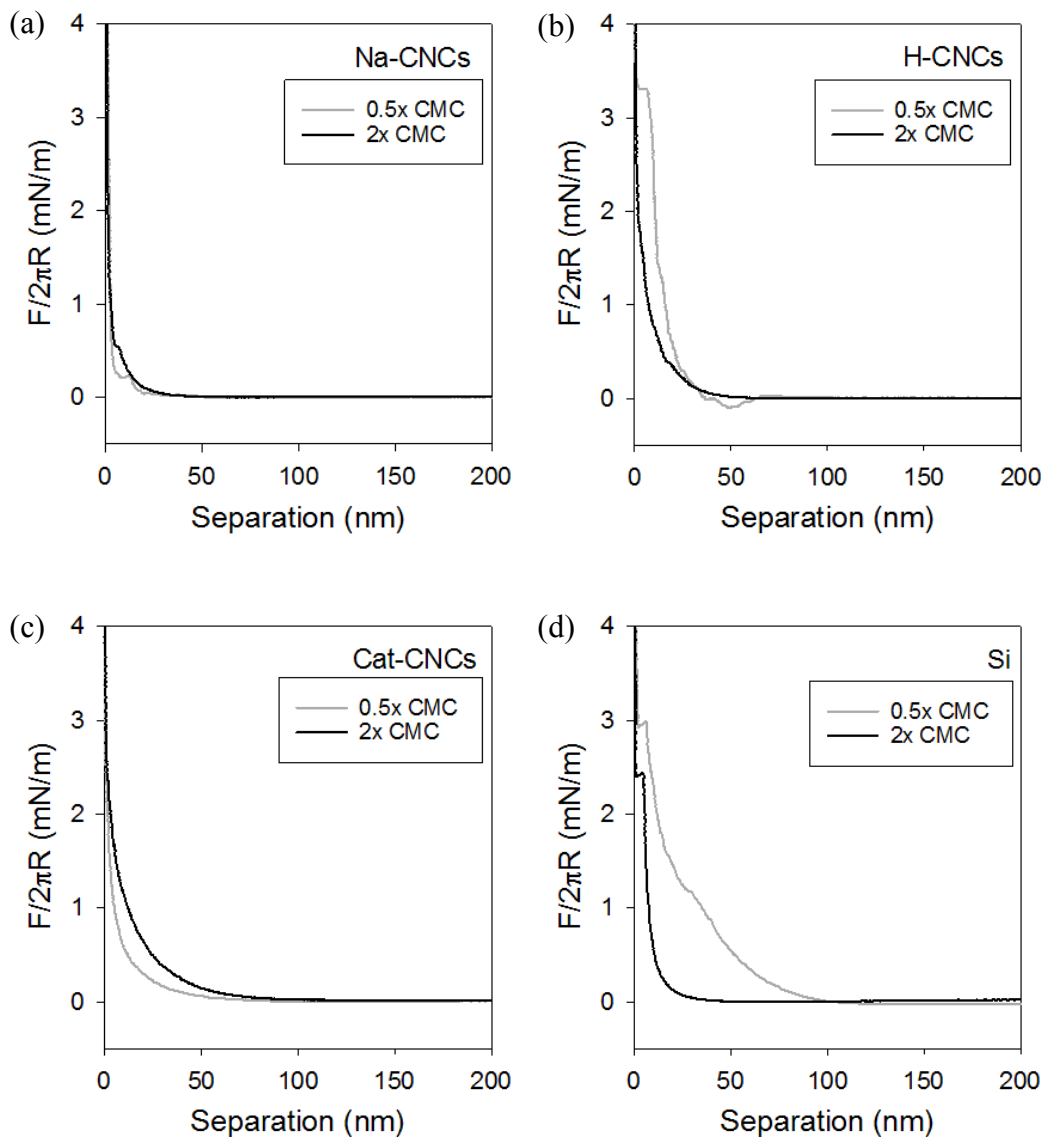 (a)
Na-CNCs
0.5x CMC
2x CMC
4
3
2
1
0
F/2πR (mN/m)
0 50 100 150 200
Separation (nm)
(b)
H-CNCs
0.5x CMC
2x CMC
4
3
2
1
0
F/2πR (mN/m)
0 50 100 150 200
Separation (nm)
(c)
Cat-CNCs
0.5x CMC
2x CMC
4
3
2
1
0
F/2πR (mN/m)
0 50 100 150 200
Separation (nm)
(d)
Si
0.5x CMC
2x CMC
4
3
2
1
0
F/2πR (mN/m)
0 50 100 150 200
Separation (nm)